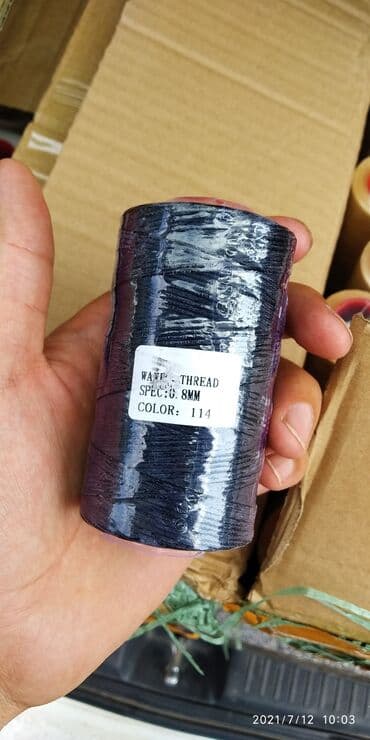 THREAD
SPEC:0.8MM
COLOR: 114
2021/7/12 10:03